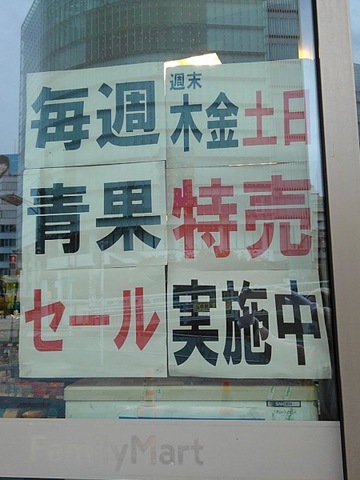 毎週 週末 木金土日
青果 特売
セール 実施中
FamilyMart